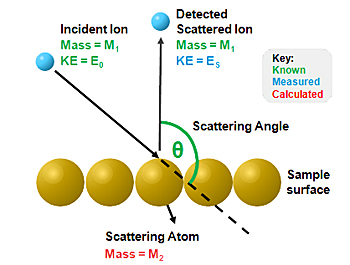 Incident Ion
Mass = M₁
KE = E₀
Detected
Scattered Ion
Mass = M₁
KE = Eₛ
Key:
Known
Measured
Calculated
Scattering Angle
θ
Sample
surface
Scattering Atom
Mass = M₂